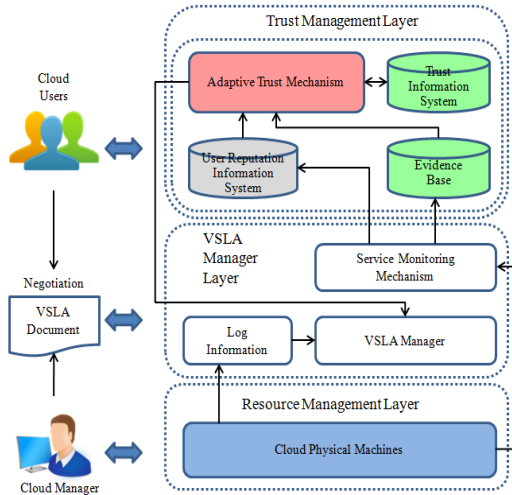 Trust Management Layer
Cloud
Users
Adaptive Trust Mechanism
Trust
Information
System
User Reputation
Information
System
Evidence
Base
VSLA
Manager
Layer
Service Monitoring
Mechanism
Negotiation
VSLA
Document
Log
Information
VSLA Manager
Resource Management Layer
Cloud Physical Machines
Cloud Manager